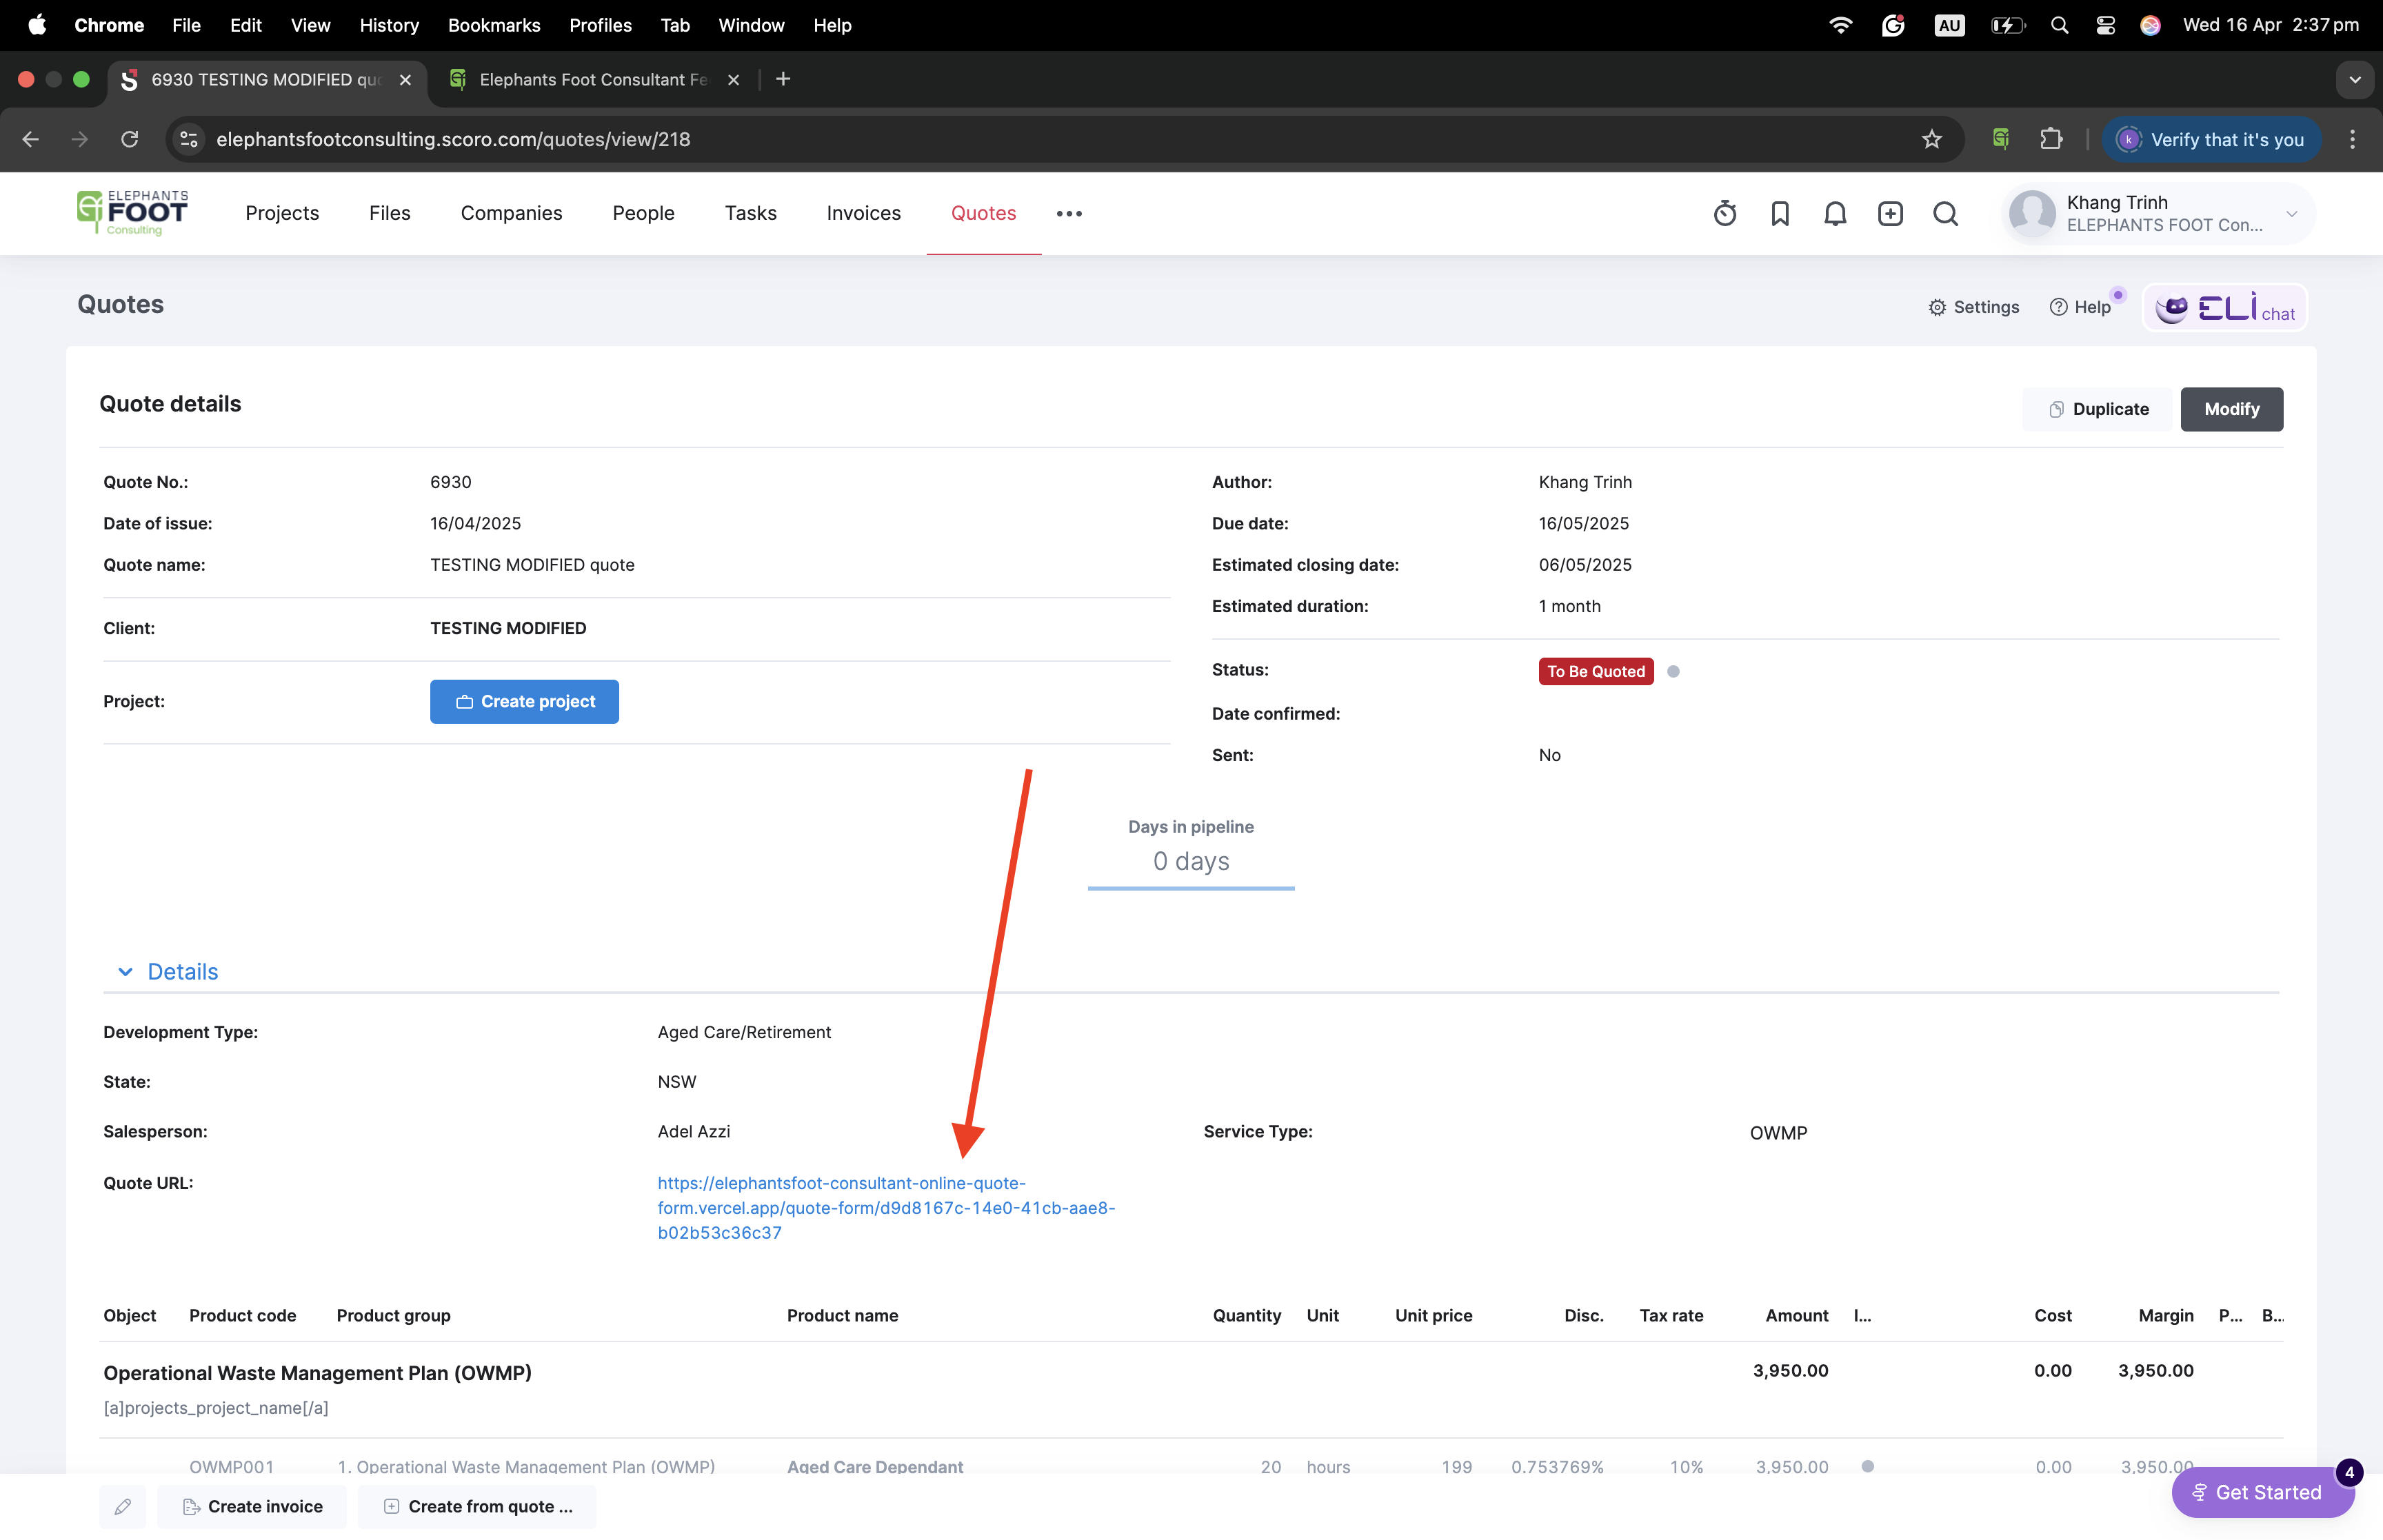 Chrome File Edit View History Bookmarks Profiles Tab Window Help AU Wed 16 Apr 2:37 pm
6930 TESTING MODIFIED quo Elephants Foot Consultant Fe
elephantsfootconsulting.scoro.com/quotes/view/218 k Verify that it's you
ELEPHANTS
FOOT
Consulting
Projects Files Companies People Tasks Invoices Quotes
Khang Trinh
ELEPHANTS FOOT Con...
Quotes
Settings Help ELi chat
Quote details
Duplicate Modify
Quote No.: 6930 Author: Khang Trinh
Date of issue: 16/04/2025 Due date: 16/05/2025
Quote name: TESTING MODIFIED quote Estimated closing date: 06/05/2025
Estimated duration: 1 month
Client: TESTING MODIFIED
Status: To Be Quoted
Project: Create project
Date confirmed:
Sent: No
Days in pipeline
0 days
Details
Development Type: Aged Care/Retirement
State: NSW
Salesperson: Adel Azzi Service Type: OWMP
Quote URL: https://elephantsfoot-consultant-online-quote-
form.vercel.app/quote-form/d9d8167c-14e0-41cb-aae8-
b02b53c36c37
Object Product code Product group Product name Quantity Unit Unit price Disc. Tax rate Amount I... Cost Margin P... B...
Operational Waste Management Plan (OWMP) 3,950.00 0.00 3,950.00
[a]projects_project_name[/a]
OWMP001 1. Operational Waste Management Plan (OWMP) Aged Care Dependant 20 hours 199 0.753769% 10% 3,950.00 0.00 3,950.00
Create invoice Create from quote ...
Get Started 4